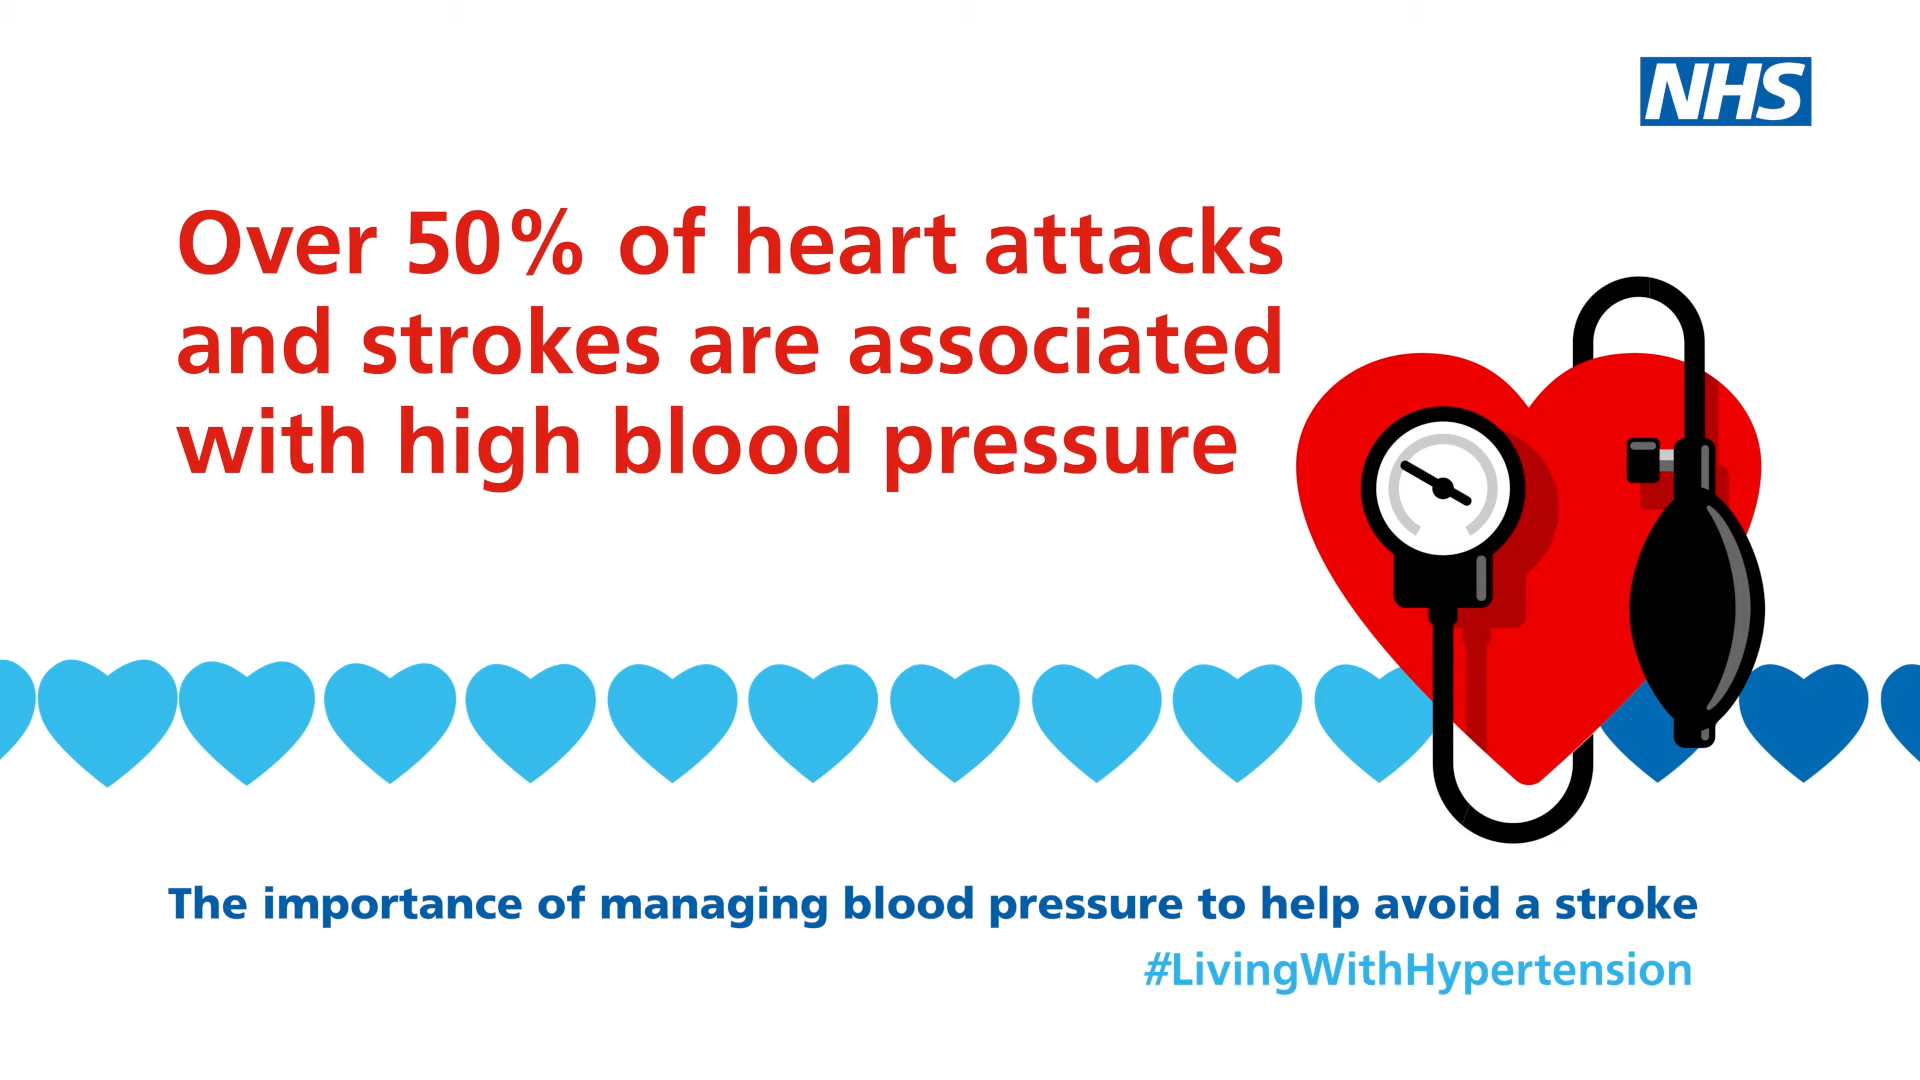 NHS
Over 50% of heart attacks
and strokes are associated
with high blood pressure
The importance of managing blood pressure to help avoid a stroke
#LivingWithHypertension